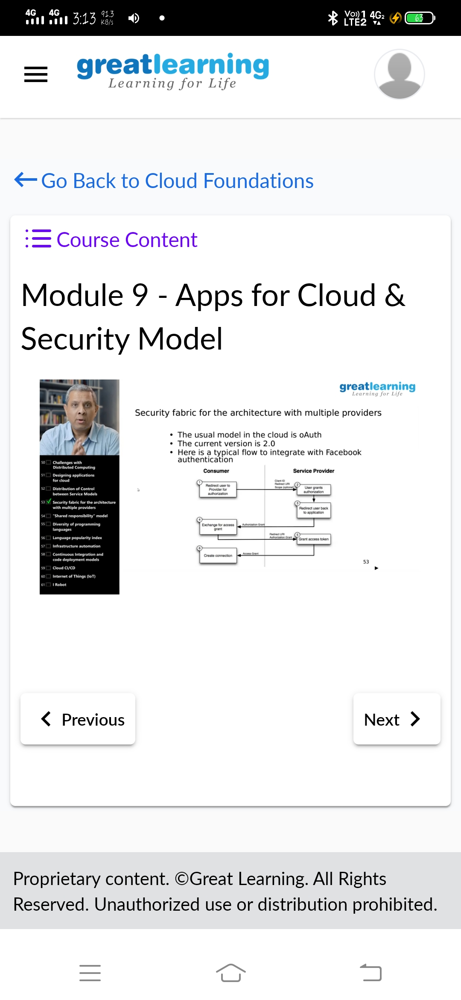 4G 4G 3:13 91.3 KB/s Vo)) 1 LTE2 4G2 63
greatlearning
Learning for Life
Go Back to Cloud Foundations
Course Content
Module 9 - Apps for Cloud &
Security Model
greatlearning
Learning for Life
Security fabric for the architecture with multiple providers
• The usual model in the cloud is oAuth
• The current version is 2.0
• Here is a typical flow to integrate with Facebook
authentication
Consumer
Service Provider
1
Redirect user to
Provider for
authorization
Client ID
Redirect URI
Scope (optional)
2
User grants
authorization
3
Redirect user back
to application
4
Exchange for access
grant
Authorization Grant
Redirect URI
Authorization Grant
5
Grant access token
6
Create connection
Access Grant
53
50 Challenges with
Distributed Computing
51 Designing applications
for cloud
52 Distribution of Control
between Service Models
53 Security fabric for the architecture
with multiple providers
54 "Shared responsibility" model
55 Diversity of programming
languages
56 Language popularity index
57 Infrastructure automation
58 Continuous Integration and
code deployment models
59 Cloud CI/CD
60 Internet of Things (IoT)
61 I Robot
Previous
Next
Proprietary content. ©Great Learning. All Rights
Reserved. Unauthorized use or distribution prohibited.